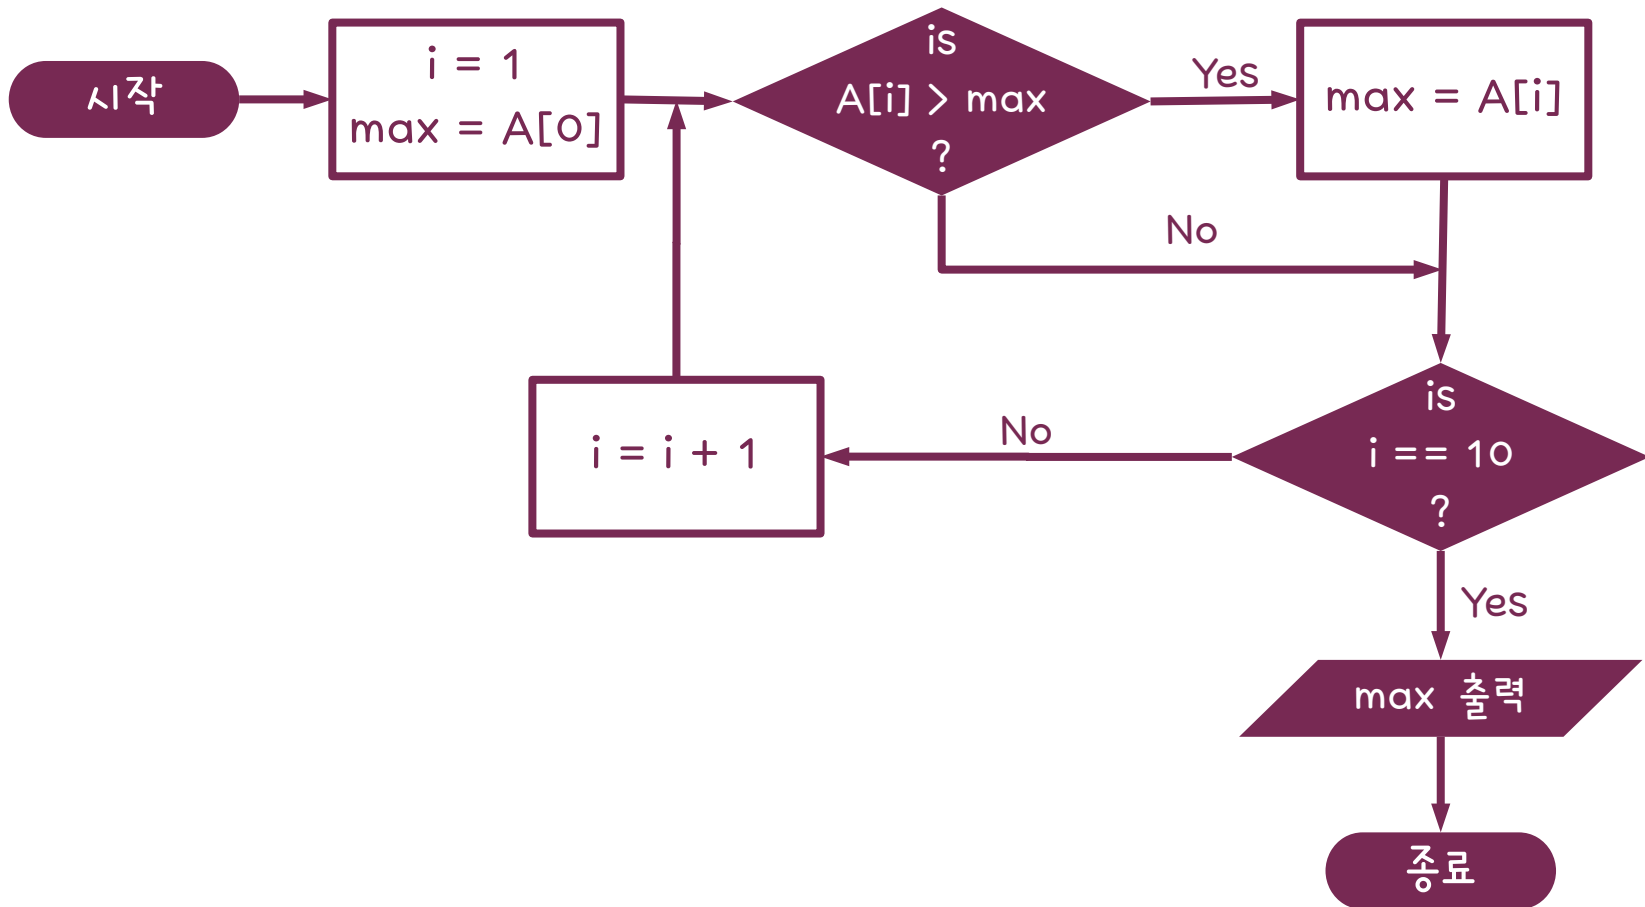 시작
i = 1
max = A[0]
is
A[i] > max
?
Yes
max = A[i]
No
is
i == 10
?
No
i = i + 1
Yes
max 출력
종료